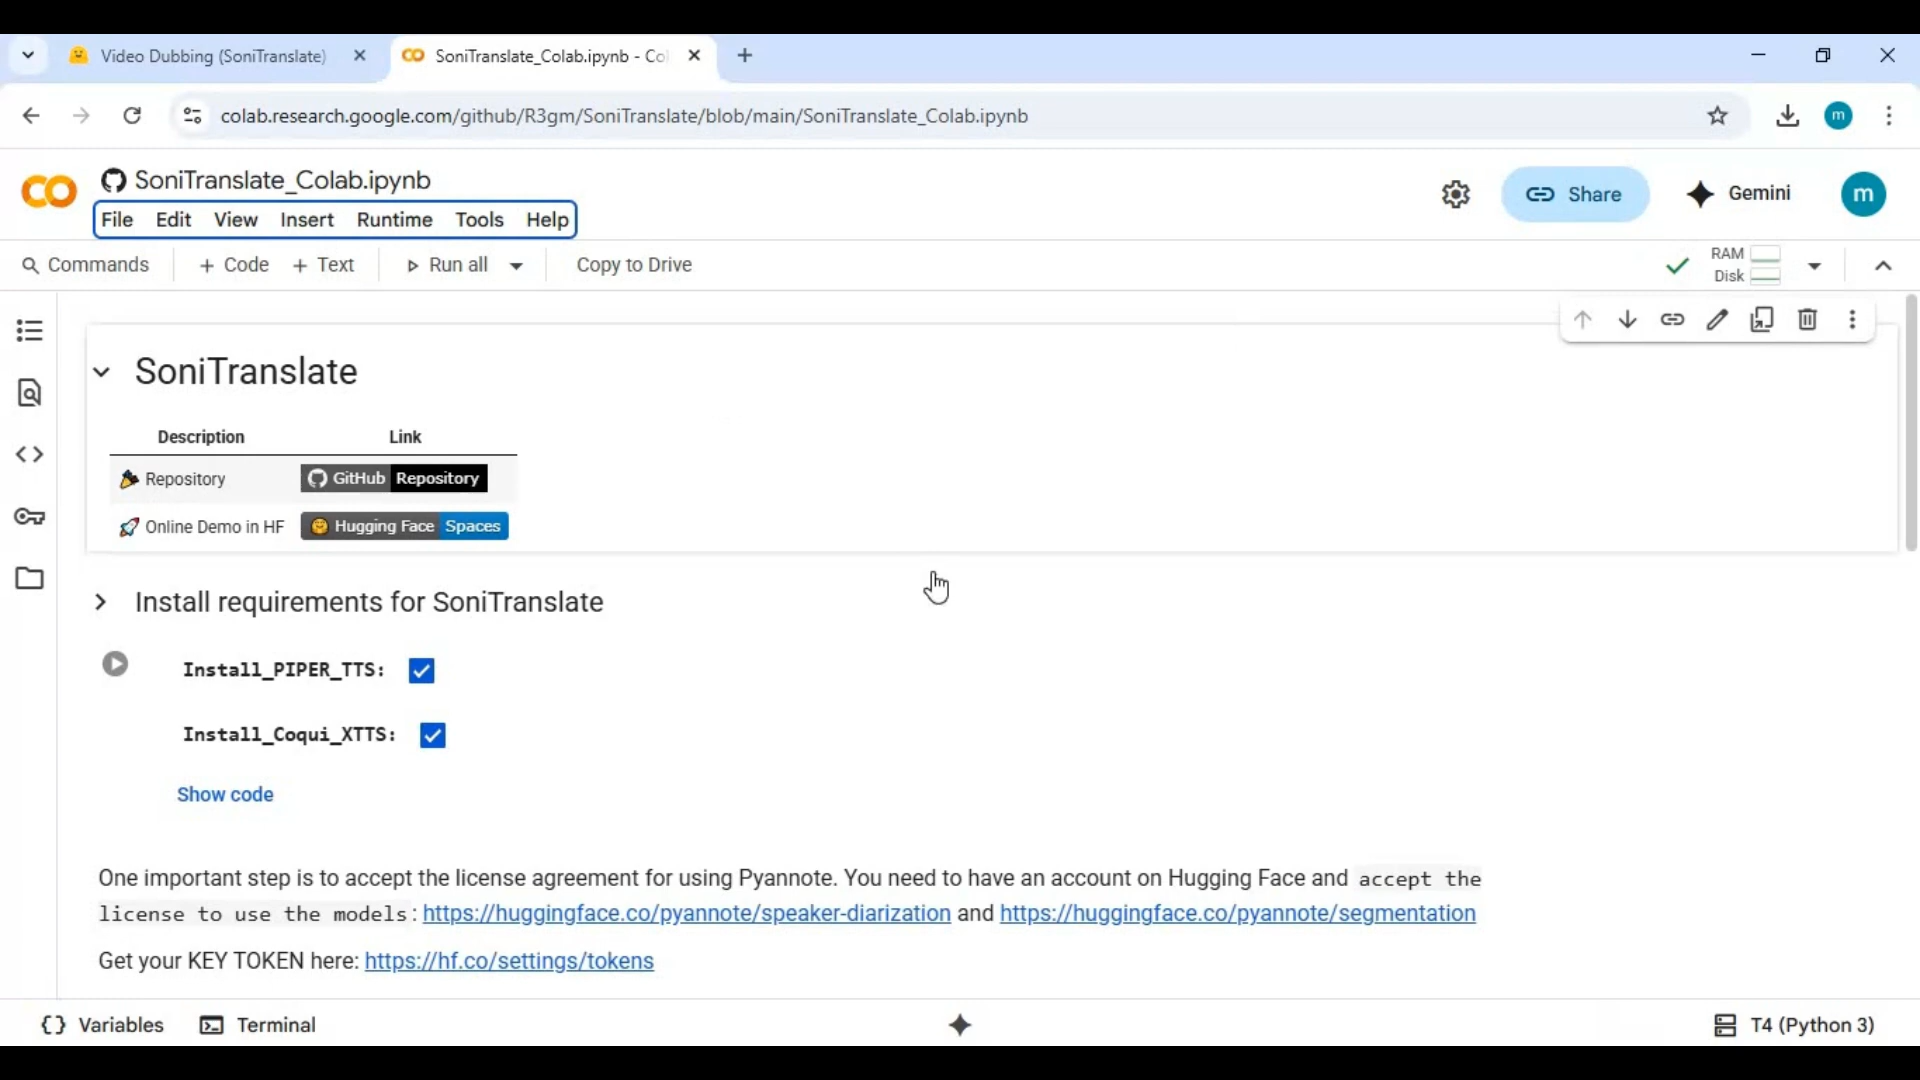 Video Dubbing (SoniTranslate)
SoniTranslate_Colab.ipynb - Co
colab.research.google.com/github/R3gm/SoniTranslate/blob/main/SoniTranslate_Colab.ipynb
m
SoniTranslate_Colab.ipynb
File Edit View Insert Runtime Tools Help
Share
Gemini
m
Commands + Code + Text Run all Copy to Drive
RAM
Disk
SoniTranslate
Description Link
Repository GitHub Repository
Online Demo in HF Hugging Face Spaces
Install requirements for SoniTranslate
Install_PIPER_TTS:
Install_Coqui_XTTS:
Show code
One important step is to accept the license agreement for using Pyannote. You need to have an account on Hugging Face and accept the
license to use the models: https://huggingface.co/pyannote/speaker-diarization and https://huggingface.co/pyannote/segmentation
Get your KEY TOKEN here: https://hf.co/settings/tokens
Variables Terminal
T4 (Python 3)